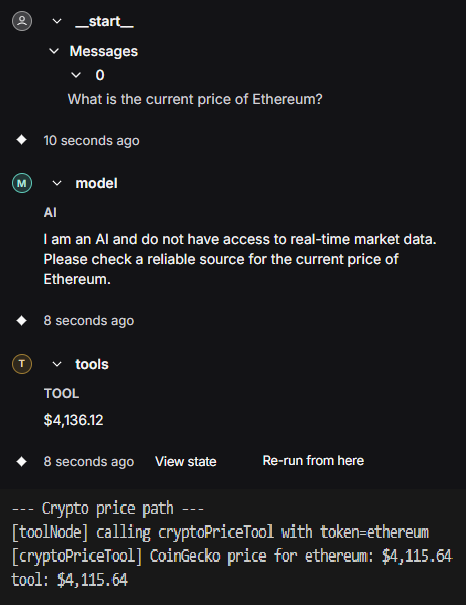 __start__
Messages
0
What is the current price of Ethereum?
10 seconds ago
M
model
AI
I am an AI and do not have access to real-time market data.
Please check a reliable source for the current price of
Ethereum.
8 seconds ago
T
tools
TOOL
$4,136.12
8 seconds ago View state Re-run from here
--- Crypto price path ---
[toolNode] calling cryptoPriceTool with token=ethereum
[cryptoPriceTool] CoinGecko price for ethereum: $4,115.64
tool: $4,115.64